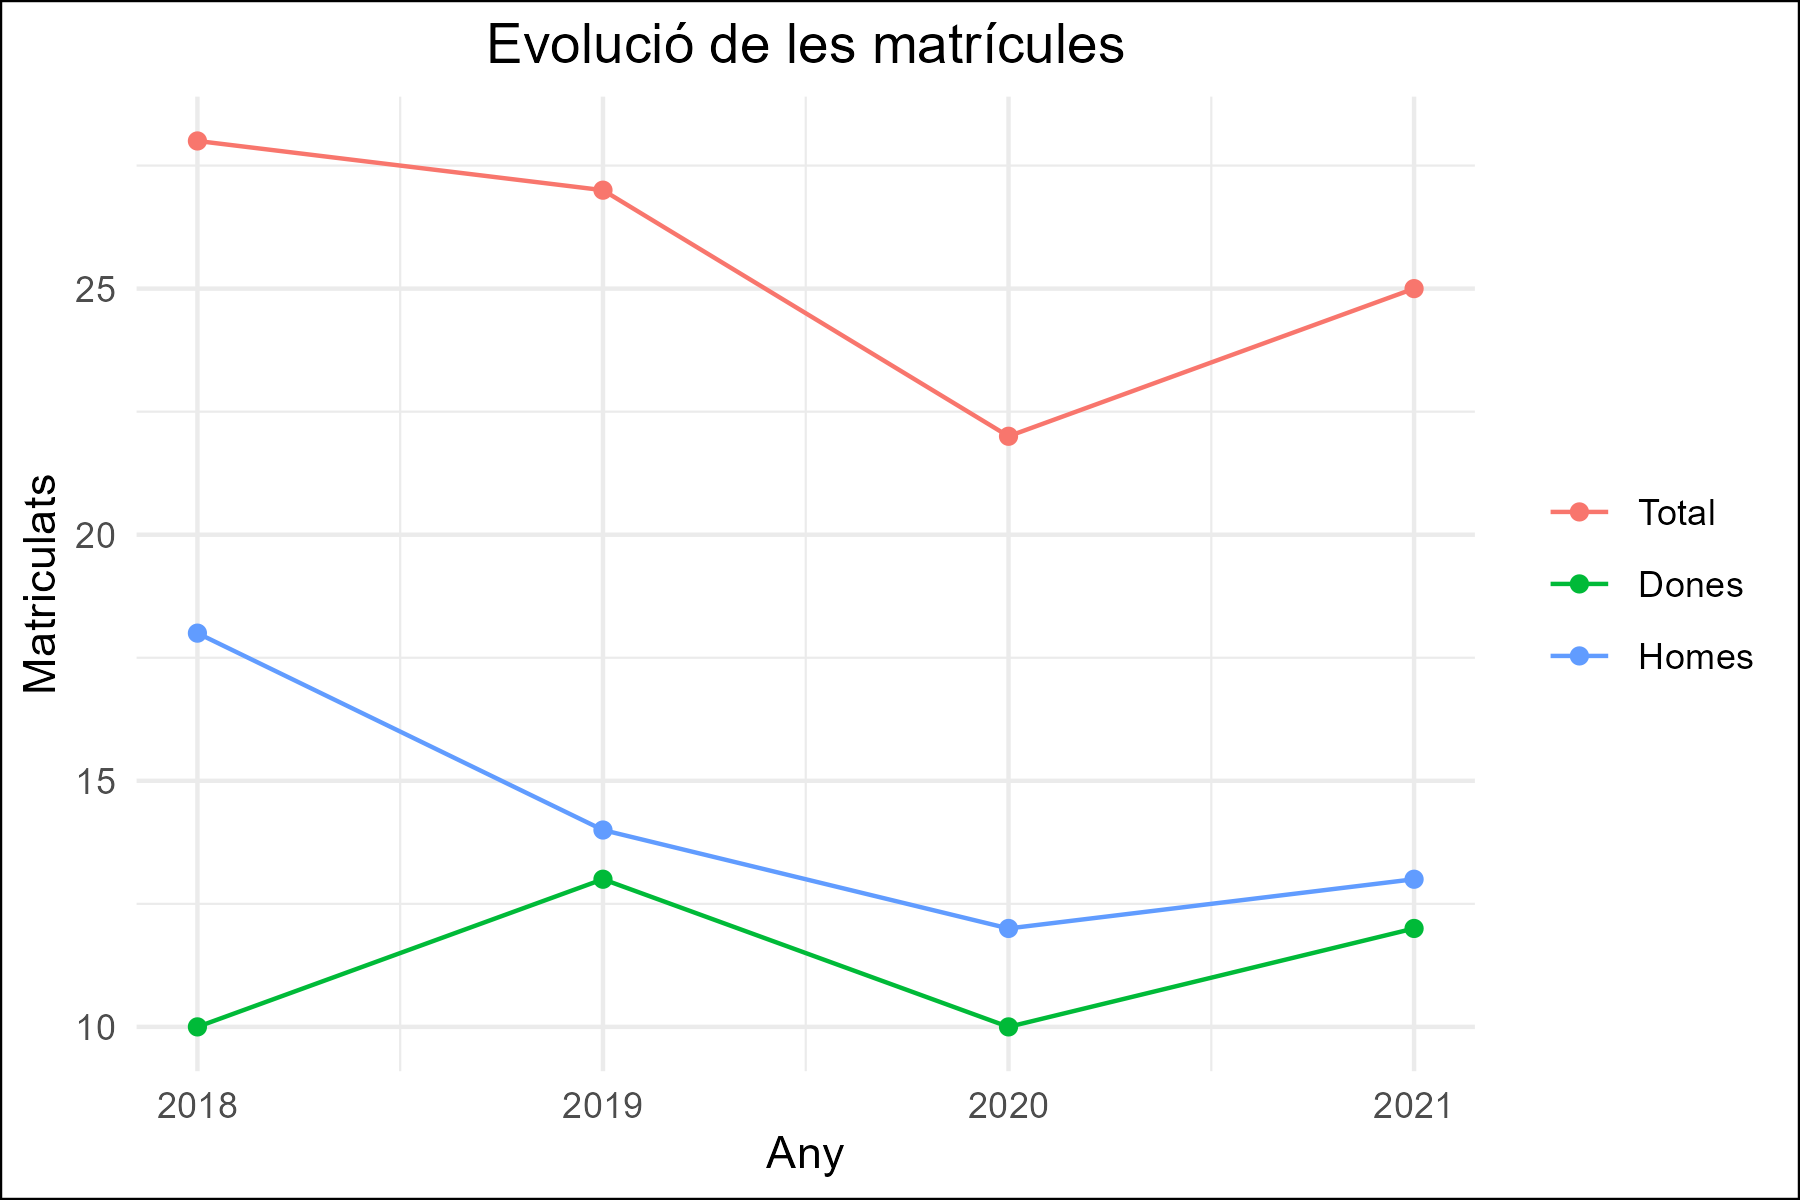 Evolució de les matrícules
Matriculats
25
20
15
10
2018 2019 2020 2021
Any
Total
Dones
Homes